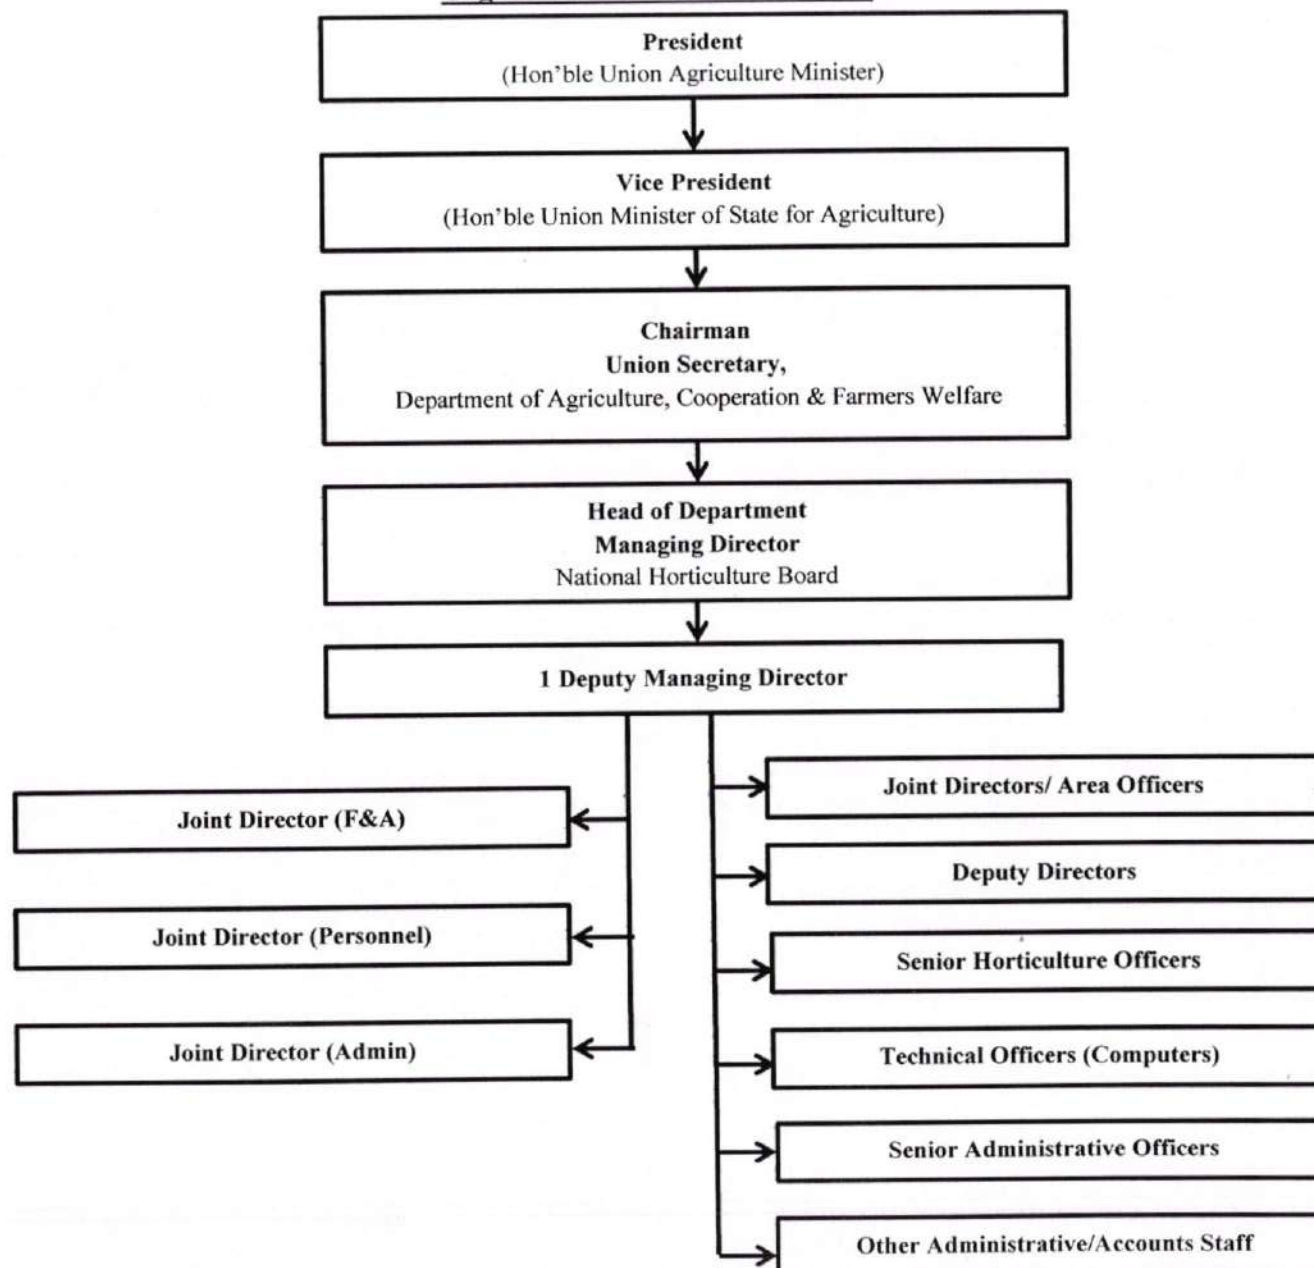 President
(Hon'ble Union Agriculture Minister)
Vice President
(Hon'ble Union Minister of State for Agriculture)
Chairman
Union Secretary,
Department of Agriculture, Cooperation & Farmers Welfare
Head of Department
Managing Director
National Horticulture Board
1 Deputy Managing Director
Joint Director (F&A)
Joint Director (Personnel)
Joint Director (Admin)
Joint Directors/ Area Officers
Deputy Directors
Senior Horticulture Officers
Technical Officers (Computers)
Senior Administrative Officers
Other Administrative/Accounts Staff